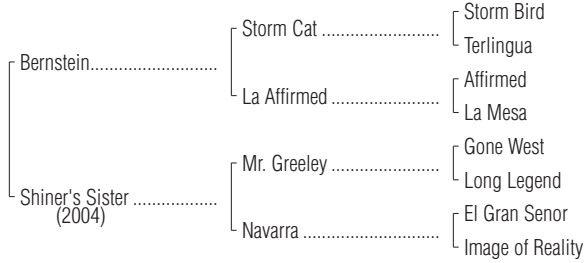 Storm Bird
Storm Cat ........................
Terlingua
Bernstein..........................
Affirmed
La Affirmed ......................
La Mesa
Gone West
Mr. Greeley ......................
Long Legend
Shiner's Sister .................
(2004)
El Gran Senor
Navarra ...........................
Image of Reality